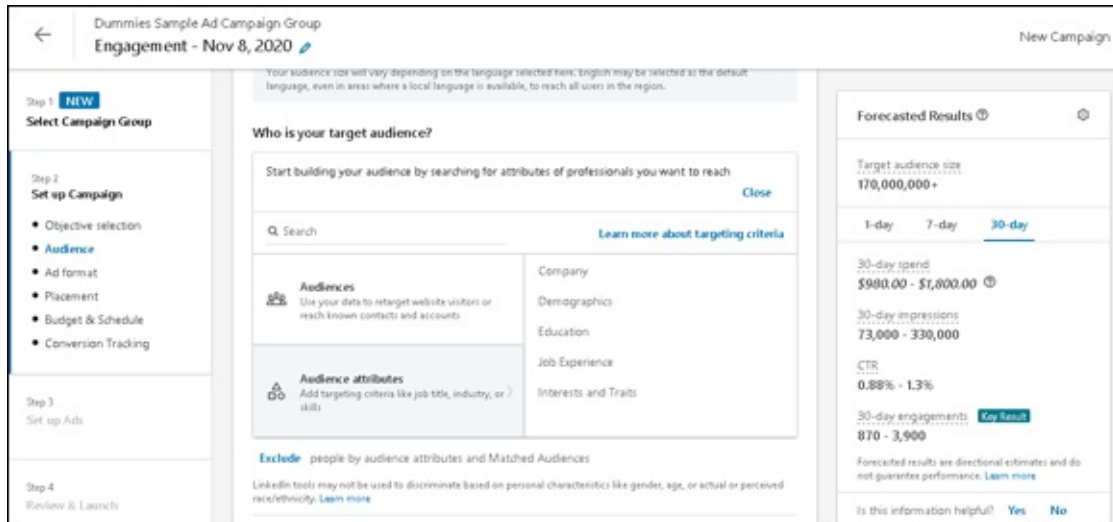 Dummies Sample Ad Campaign Group
Engagement - Nov 8, 2020
New Campaign
Step 1 NEW
Select Campaign Group
Step 2
Set up Campaign
Objective selection
Audience
Ad format
Placement
Budget & Schedule
Conversion Tracking
Step 3
Set up Ads
Step 4
Review & Launch
Your audience size will vary depending on the language selected here. English may be selected as the default
language, even in areas where a local language is available, to reach all users in the region.
Who is your target audience?
Start building your audience by searching for attributes of professionals you want to reach
Close
Search
Learn more about targeting criteria
Audiences
Use your data to retarget website visitors or
reach known contacts and accounts
Audience attributes
Add targeting criteria like job title, industry, or
skills
Company
Demographics
Education
Job Experience
Interests and Traits
Exclude people by audience attributes and Matched Audiences
LinkedIn tools may not be used to discriminate based on personal characteristics like gender, age, or actual or perceived
race/ethnicity. Learn more
Forecasted Results
Target audience size
170,000,000+
1-day 7-day 30-day
30-day spend
$980.00 - $1,800.00
30-day impressions
73,000 - 330,000
CTR
0.88% - 1.3%
30-day engagements Key Result
870 - 3,900
Forecasted results are directional estimates and do
not guarantee performance. Learn more
Is this information helpful? Yes No